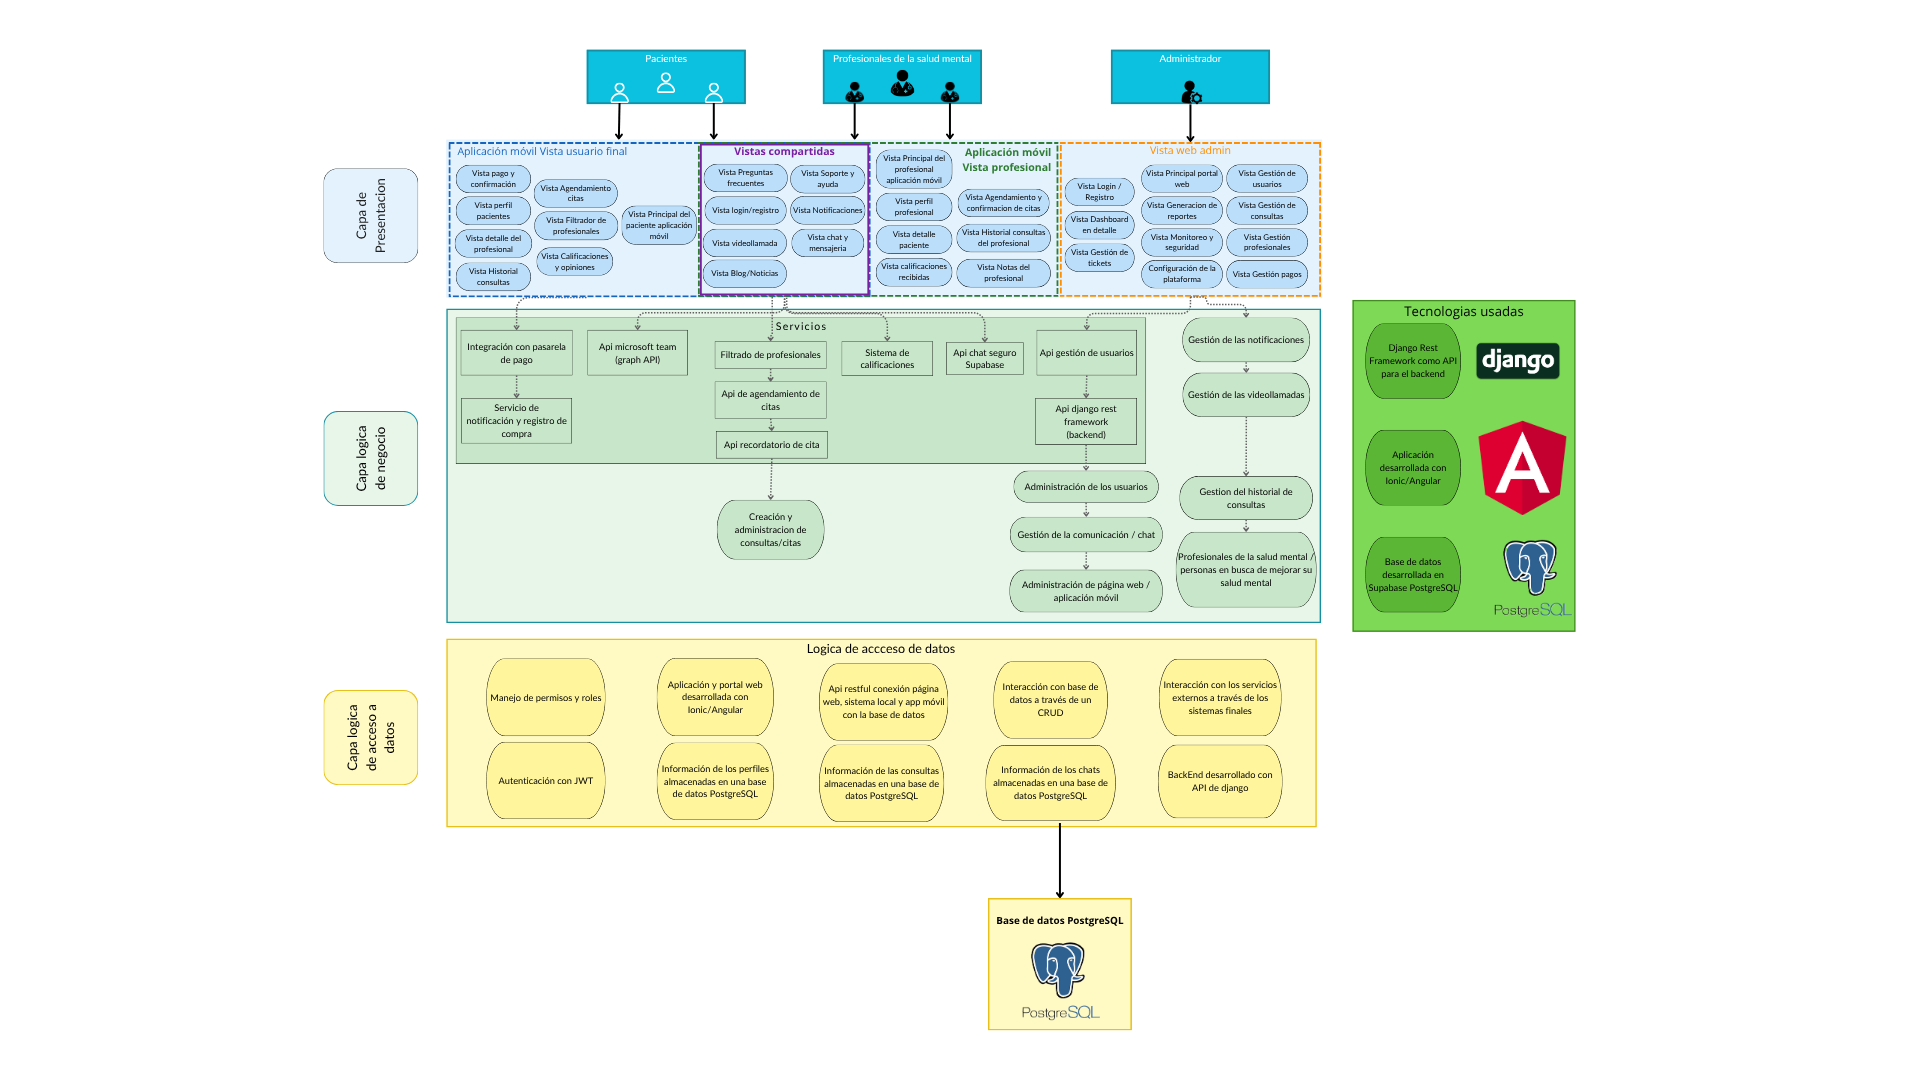 Pacientes
Profesionales de la salud mental
Administrador
Capa de
Presentacion
Aplicación móvil Vista usuario final
Vista pago y
confirmación
Vista perfil
pacientes
Vista detalle del
profesional
Vista Historial
consultas
Vista Agendamiento
citas
Vista Filtrador de
profesionales
Vista Calificaciones
y opiniones
Vista Principal del
paciente aplicación
móvil
Vistas compartidas
Vista Preguntas
frecuentes
Vista login/registro
Vista videollamada
Vista Blog/Noticias
Vista Soporte y
ayuda
Vista Notificaciones
Vista chat y
mensajeria
Aplicación móvil
Vista profesional
Vista Principal del
profesional
aplicación móvil
Vista perfil
profesional
Vista detalle
paciente
Vista calificaciones
recibidas
Vista Agendamiento y
confirmacion de citas
Vista Historial consultas
del profesional
Vista Notas del
profesional
Vista web admin
Vista Login /
Registro
Vista Dashboard
en detalle
Vista Gestión de
tickets
Vista Principal portal
web
Vista Generacion de
reportes
Vista Monitoreo y
seguridad
Configuración de la
plataforma
Vista Gestión de
usuarios
Vista Gestión de
consultas
Vista Gestión
profesionales
Vista Gestión pagos
Capa logica
de negocio
Servicios
Integración con pasarela
de pago
Servicio de
notificación y registro de
compra
Api microsoft team
(graph API)
Filtrado de profesionales
Api de agendamiento de
citas
Api recordatorio de cita
Creación y
administracion de
consultas/citas
Sistema de
calificaciones
Api chat seguro
Supabase
Api gestión de usuarios
Api django rest
framework
(backend)
Administración de los usuarios
Gestión de la comunicación / chat
Administración de página web /
aplicación móvil
Gestión de las notificaciones
Gestión de las videollamadas
Gestion del historial de
consultas
Profesionales de la salud mental /
personas en busca de mejorar su
salud mental
Tecnologias usadas
Django Rest
Framework como API
para el backend
django
Aplicación
desarrollada con
Ionic/Angular
A
Base de datos
desarrollada en
Supabase PostgreSQL
PostgreSQL
Capa logica
de acceso a
datos
Logica de accceso de datos
Manejo de permisos y roles
Aplicación y portal web
desarrollada con
Ionic/Angular
Api restful conexión página
web, sistema local y app móvil
con la base de datos
Interacción con base de
datos a través de un
CRUD
Interacción con los servicios
externos a través de los
sistemas finales
Autenticación con JWT
Información de los perfiles
almacenadas en una base
de datos PostgreSQL
Información de las consultas
almacenadas en una base de
datos PostgreSQL
Información de los chats
almacenadas en una base de
datos PostgreSQL
BackEnd desarrollado con
API de django
Base de datos PostgreSQL
PostgreSQL